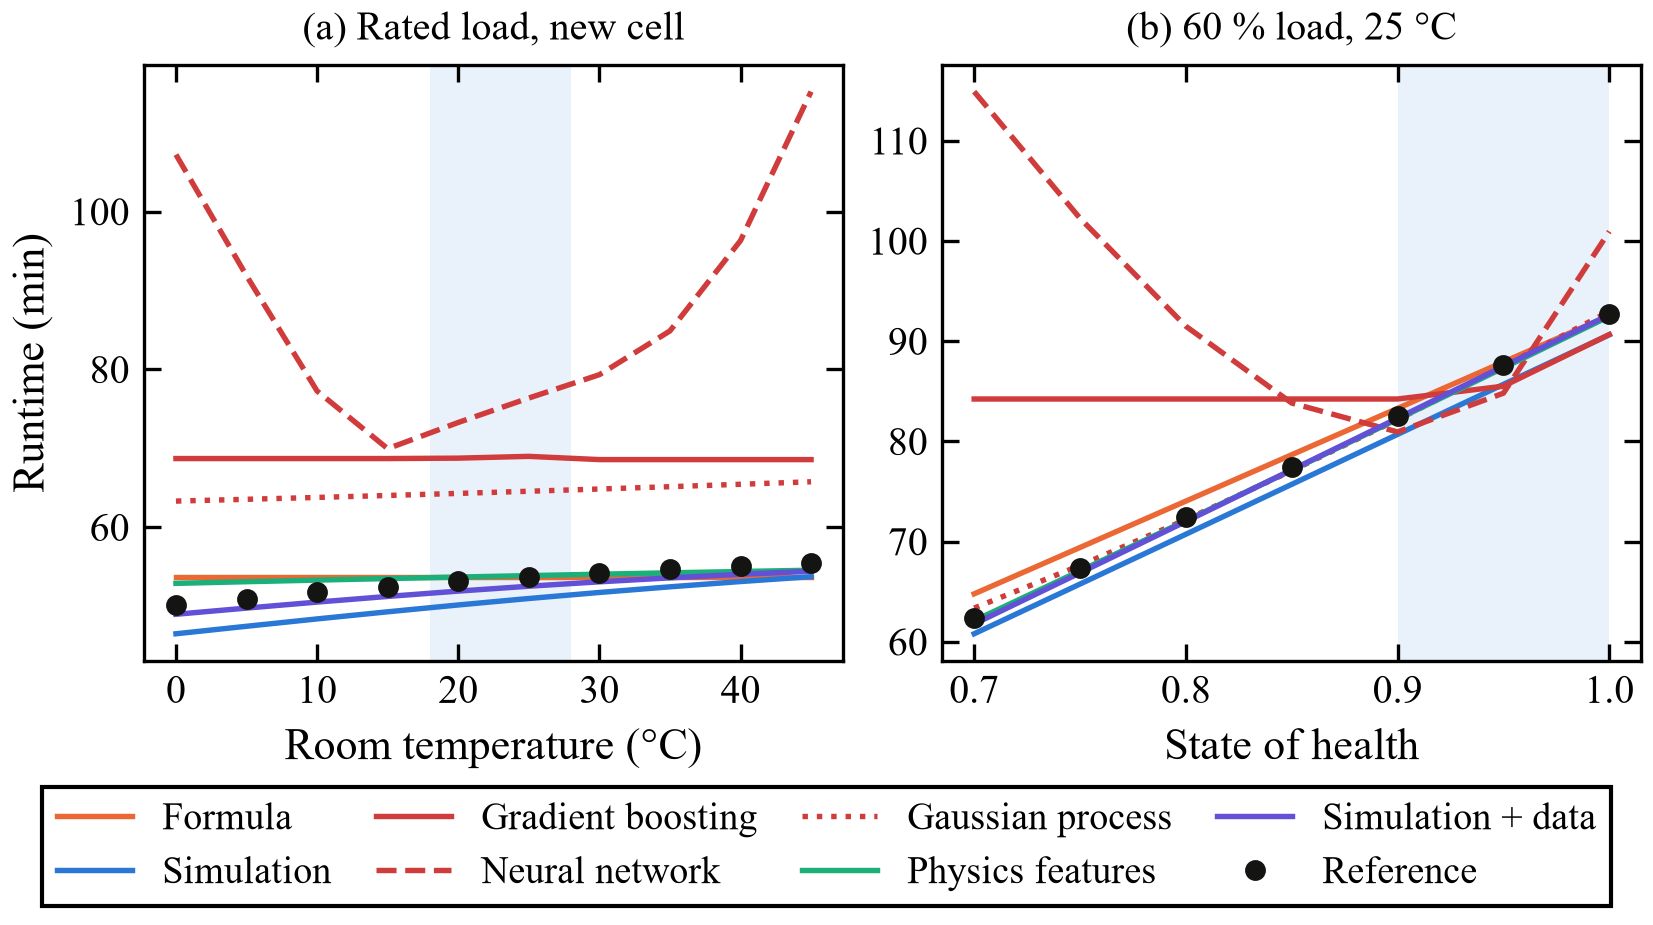 (a) Rated load, new cell
(b) 60 % load, 25 °C
Runtime (min)
100
80
60
0 10 20 30 40
Room temperature (°C)
110
100
90
80
70
60
0.7 0.8 0.9 1.0
State of health
Formula Gradient boosting Gaussian process Simulation + data
Simulation Neural network Physics features Reference